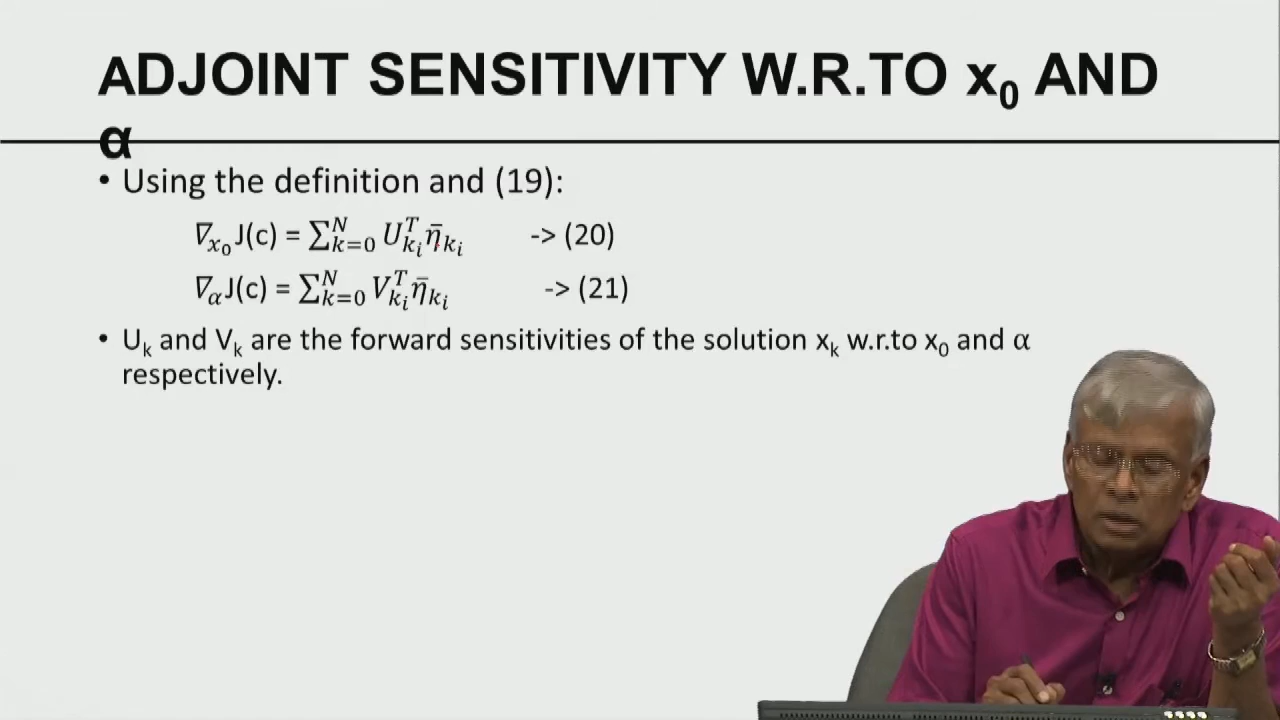 ADJOINT SENSITIVITY W.R.TO x₀ AND
α
• Using the definition and (19):
∇ₓ₀J(c) = ∑ᴺₖ₌₀ Uᵀₖᵢ η̄ₖᵢ -> (20)
∇αJ(c) = ∑ᴺₖ₌₀ Vᵀₖᵢ η̄ₖᵢ -> (21)
• Uₖ and Vₖ are the forward sensitivities of the solution xₖ w.r.to x₀ and α
respectively.